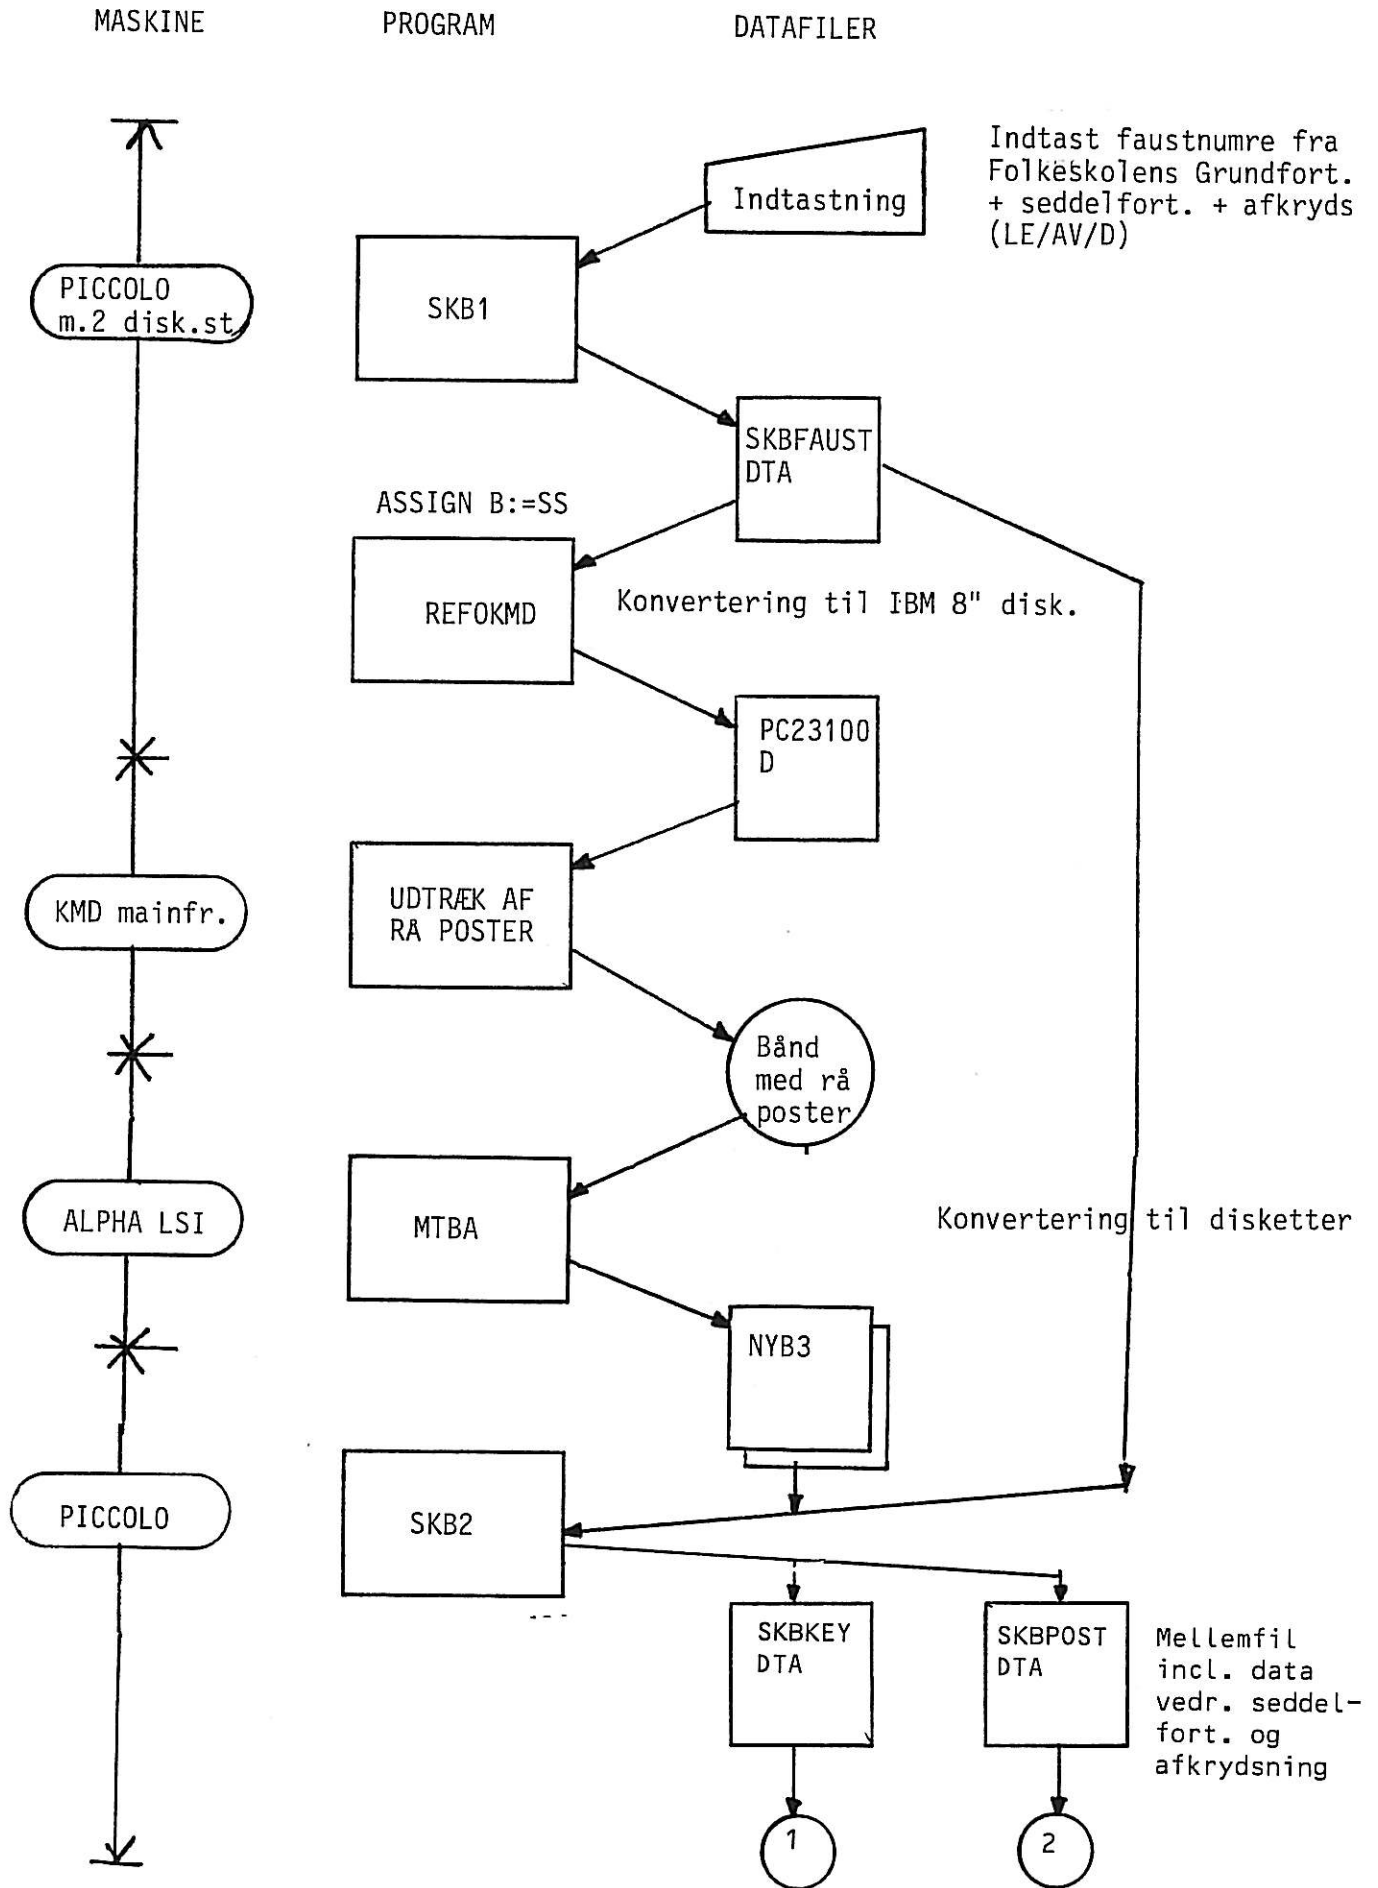 MASKINE
PROGRAM
DATAFILER
Indtast faustnumre fra
Folkeskolens Grundfort.
+ seddelfort. + afkryds
(LE/AV/D)
Indtastning
PICCOLO
m.2 disk.st
SKB1
SKBFAUST
DTA
ASSIGN B:=SS
REFOKMD
Konvertering til IBM 8" disk.
PC23100
D
KMD mainfr.
UDTRÆK AF
RÅ POSTER
Bånd
med rå
poster
ALPHA LSI
MTBA
Konvertering til disketter
NYB3
PICCOLO
SKB2
SKBKEY
DTA
SKBPOST
DTA
Mellemfil
incl. data
vedr. seddel-
fort. og
afkrydsning
1
2